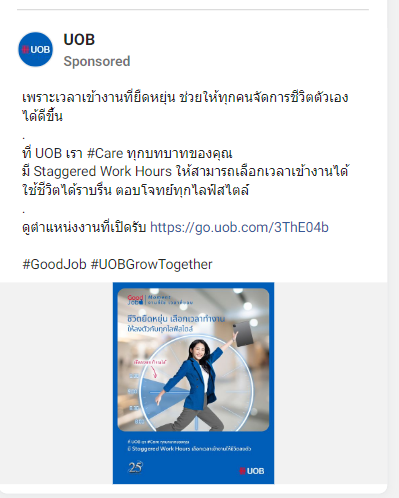 UOB
UOB
Sponsored
เพราะเวลาเข้างานที่ยืดหยุ่น ช่วยให้ทุกคนจัดการชีวิตตัวเอง
ได้ดีขึ้น
.
ที่ UOB เรา #Care ทุกบทบาทของคุณ
มี Staggered Work Hours ให้สามารถเลือกเวลาเข้างานได้
ใช้ชีวิตได้ราบรื่น ตอบโจทย์ทุกไลฟ์สไตล์
.
ดูตำแหน่งงานที่เปิดรับ https://go.uob.com/3ThE04b
#GoodJob #UOBGrowTogether
Good
JOB
ชีวิตยืดหยุ่น เลือกเวลาทำงาน
ให้ลงตัวกับทุกไลฟ์สไตล์
ที่ UOB เรา #Care ทุกบทบาทของคุณ
มี Staggered Work Hours เลือกเวลาเข้างานให้ชีวิตลงตัว
25
UOB